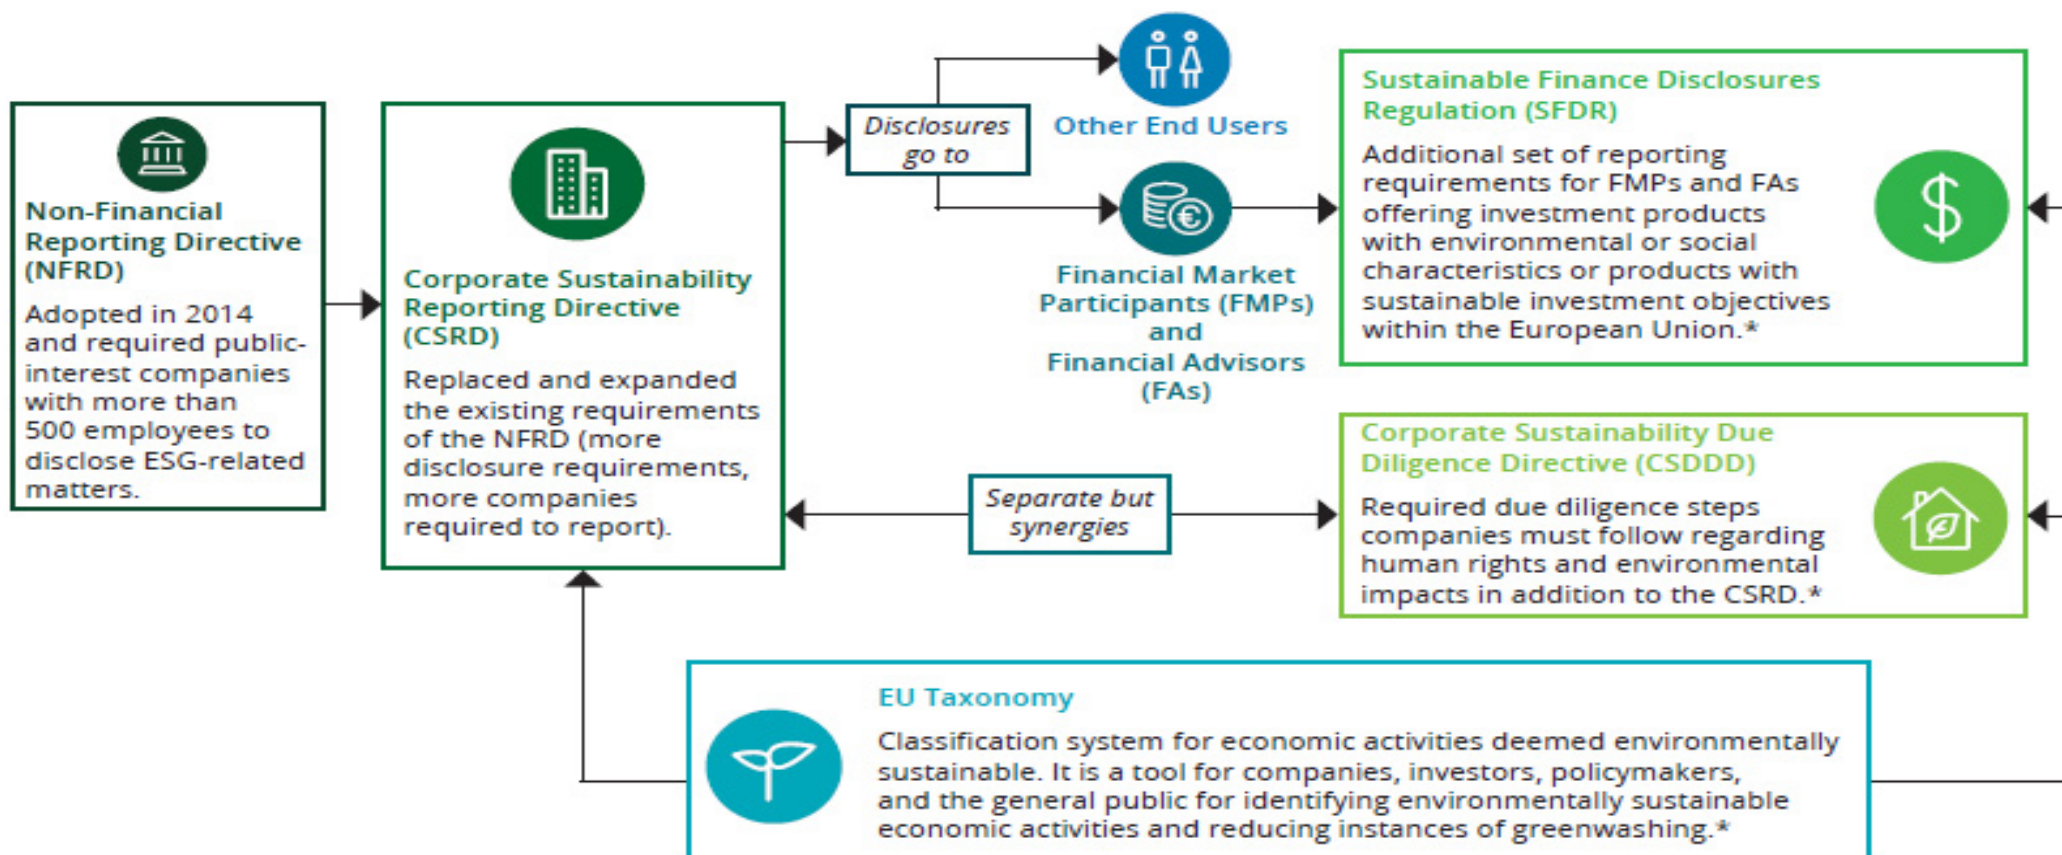 Non-Financial
Reporting Directive
(NFRD)
Adopted in 2014
and required public-
interest companies
with more than
500 employees to
disclose ESG-related
matters.
Corporate Sustainability
Reporting Directive
(CSRD)
Replaced and expanded
the existing requirements
of the NFRD (more
disclosure requirements,
more companies
required to report).
Disclosures
go to
Other End Users
Financial Market
Participants (FMPs)
and
Financial Advisors
(FAs)
Sustainable Finance Disclosures
Regulation (SFDR)
Additional set of reporting
requirements for FMPs and FAs
offering investment products
with environmental or social
characteristics or products with
sustainable investment objectives
within the European Union.*
$
€
Separate but
synergies
Corporate Sustainability Due
Diligence Directive (CSDDD)
Required due diligence steps
companies must follow regarding
human rights and environmental
impacts in addition to the CSRD.*
EU Taxonomy
Classification system for economic activities deemed environmentally
sustainable. It is a tool for companies, investors, policymakers,
and the general public for identifying environmentally sustainable
economic activities and reducing instances of greenwashing.*